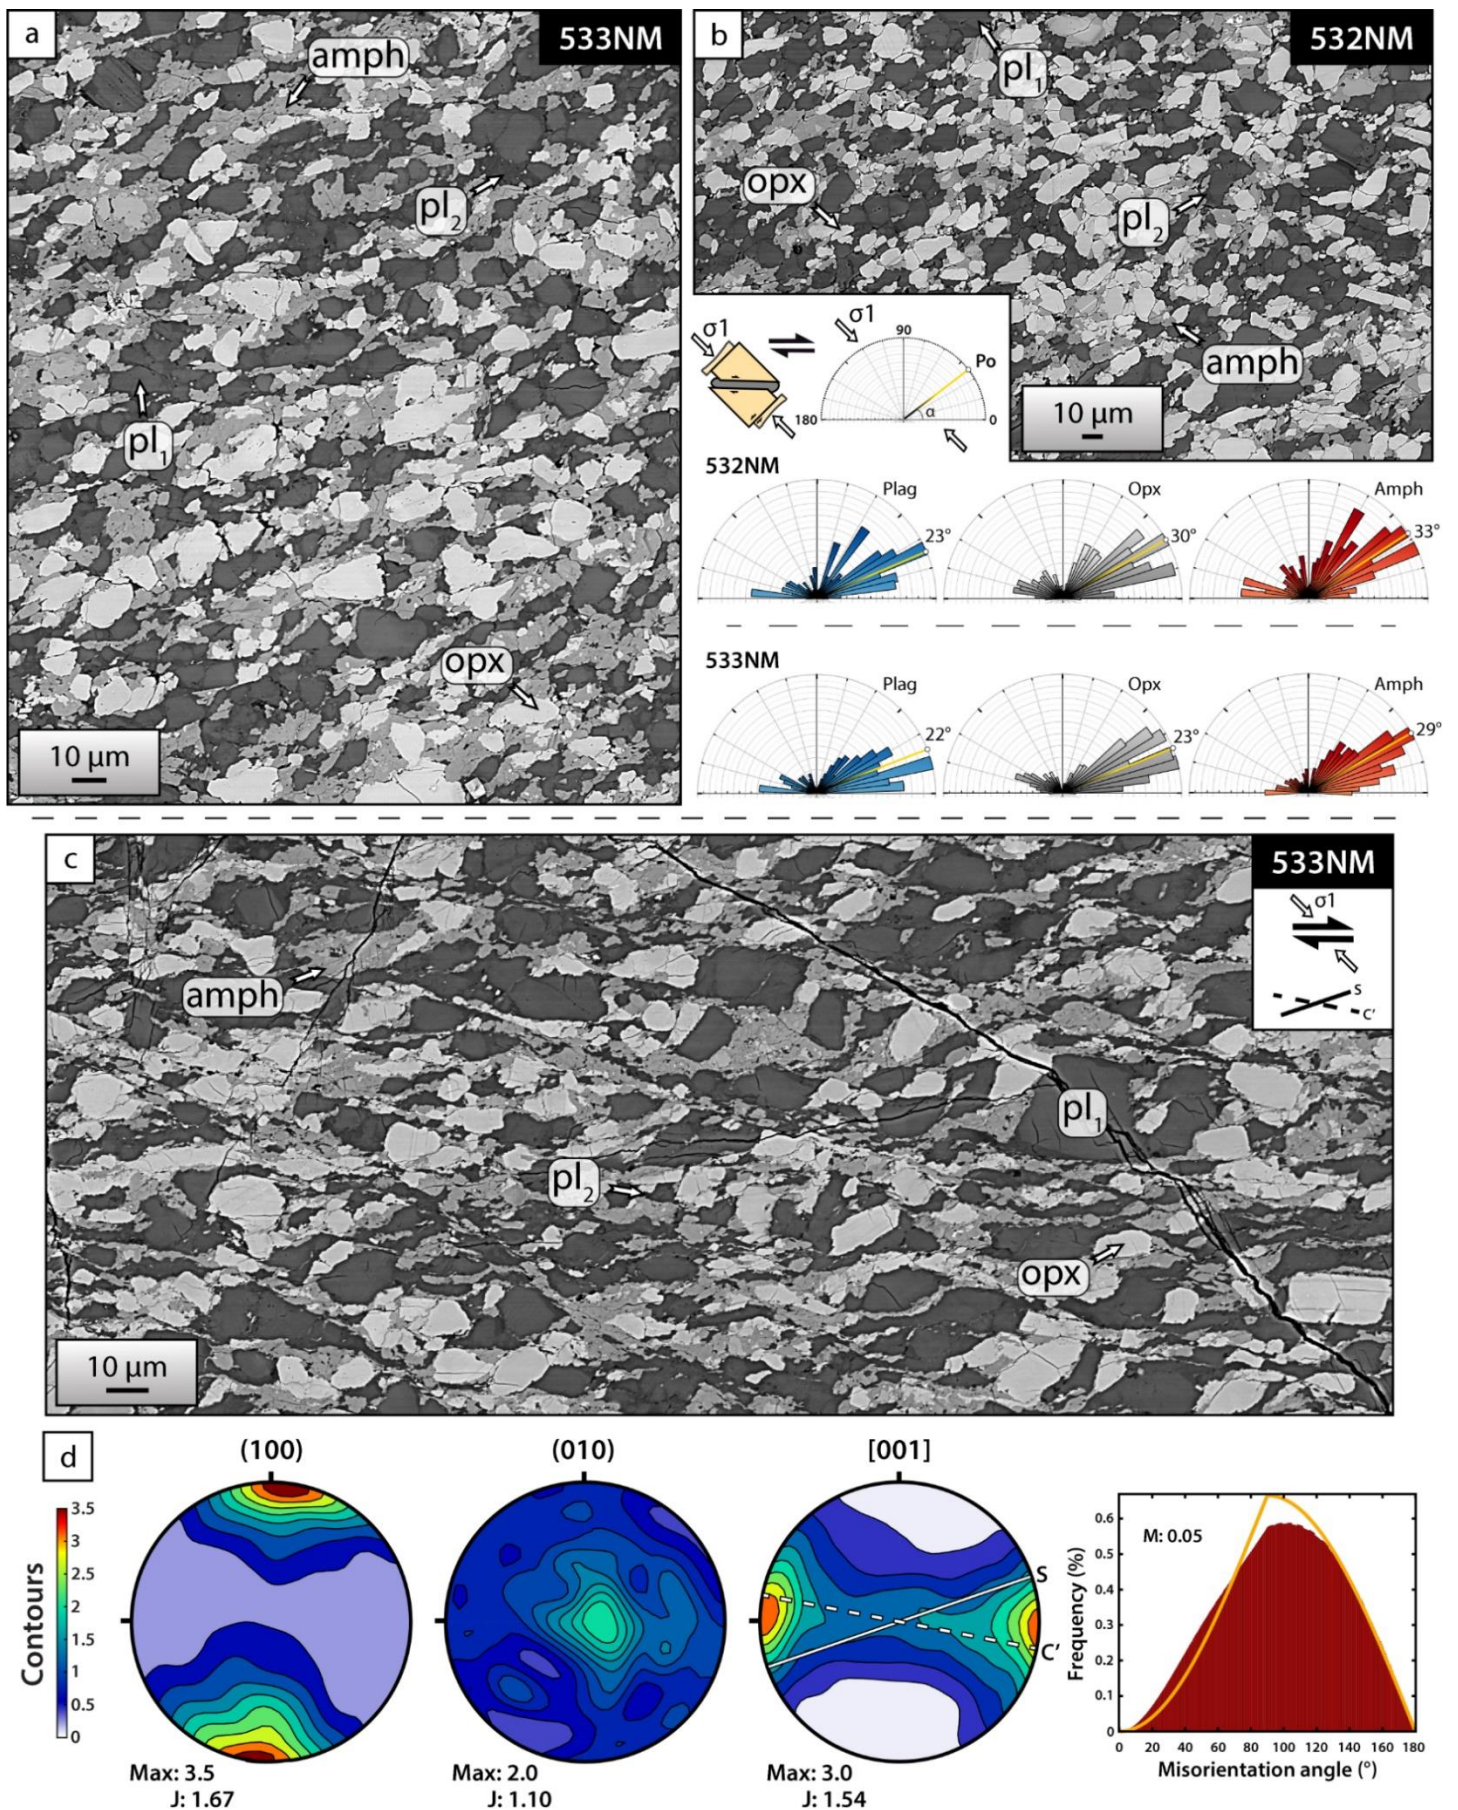 a
533NM
amph
pl2
pl1
opx
10 µm
b
532NM
pl1
opx
pl2
amph
10 µm
σ1
σ1
90
Po
α
180
0
532NM
Plag
23°
Opx
30°
Amph
33°
533NM
Plag
22°
Opx
23°
Amph
29°
c
533NM
σ1
S
C'
amph
pl1
pl2
opx
10 µm
d
(100)
(010)
[001]
Contours
3.5
3
2.5
2
1.5
1
0.5
0
S
C'
Max: 3.5
J: 1.67
Max: 2.0
J: 1.10
Max: 3.0
J: 1.54
M: 0.05
Frequency (%)
0.6
0.5
0.4
0.3
0.2
0.1
0
0 20 40 60 80 100 120 140 160 180
Misorientation angle (°)